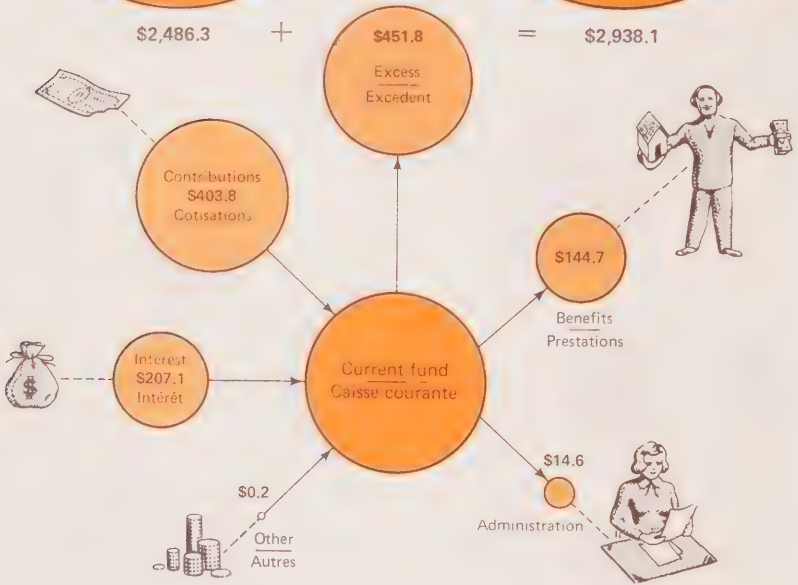 $2,486.3 + $451.8 = $2,938.1
Excess
Excédent
Contributions
$403.8
Cotisations
$144.7
Benefits
Prestations
Interest
$207.1
Intérêt
Current fund
Caisse courante
$
$0.2
Other
Autres
$14.6
Administration